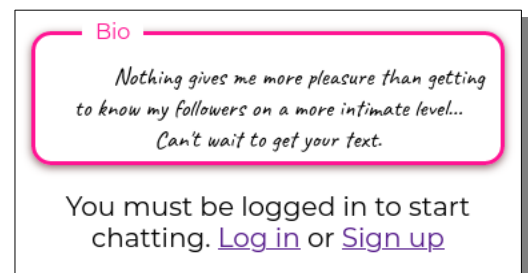 Bio
Nothing gives me more pleasure than getting
to know my followers on a more intimate level...
Can't wait to get your text.
You must be logged in to start
chatting. Log in or Sign up